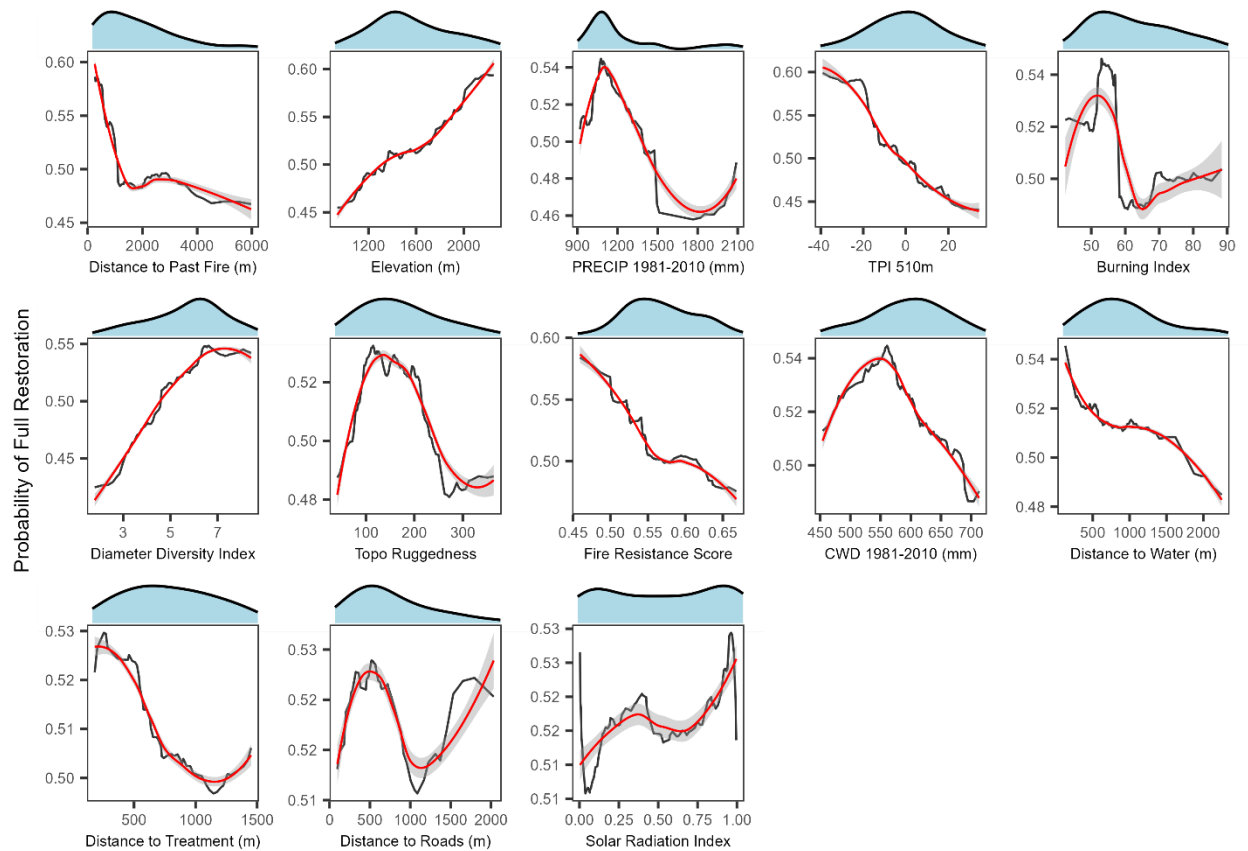 Probability of Full Restoration
0.60
0.55
0.50
0.45
0 2000 4000 6000
Distance to Past Fire (m)
0.60
0.55
0.50
0.45
1200 1600 2000
Elevation (m)
0.54
0.52
0.50
0.48
0.46
900 1200 1500 1800 2100
PRECIP 1981-2010 (mm)
0.60
0.55
0.50
0.45
-40 -20 0 20
TPI 510m
0.54
0.52
0.50
50 60 70 80 90
Burning Index
0.55
0.50
0.45
3 5 7
Diameter Diversity Index
0.52
0.50
0.48
100 200 300
Topo Ruggedness
0.60
0.55
0.50
0.45 0.50 0.55 0.60 0.65
Fire Resistance Score
0.54
0.52
0.50
450 500 550 600 650 700
CWD 1981-2010 (mm)
0.54
0.52
0.50
0.48
500 1000 1500 2000
Distance to Water (m)
0.53
0.52
0.51
0.50
500 1000 1500
Distance to Treatment (m)
0.53
0.52
0.52
0.51
0 500 1000 1500 2000
Distance to Roads (m)
0.53
0.53
0.52
0.52
0.51
0.51
0.00 0.25 0.50 0.75 1.00
Solar Radiation Index